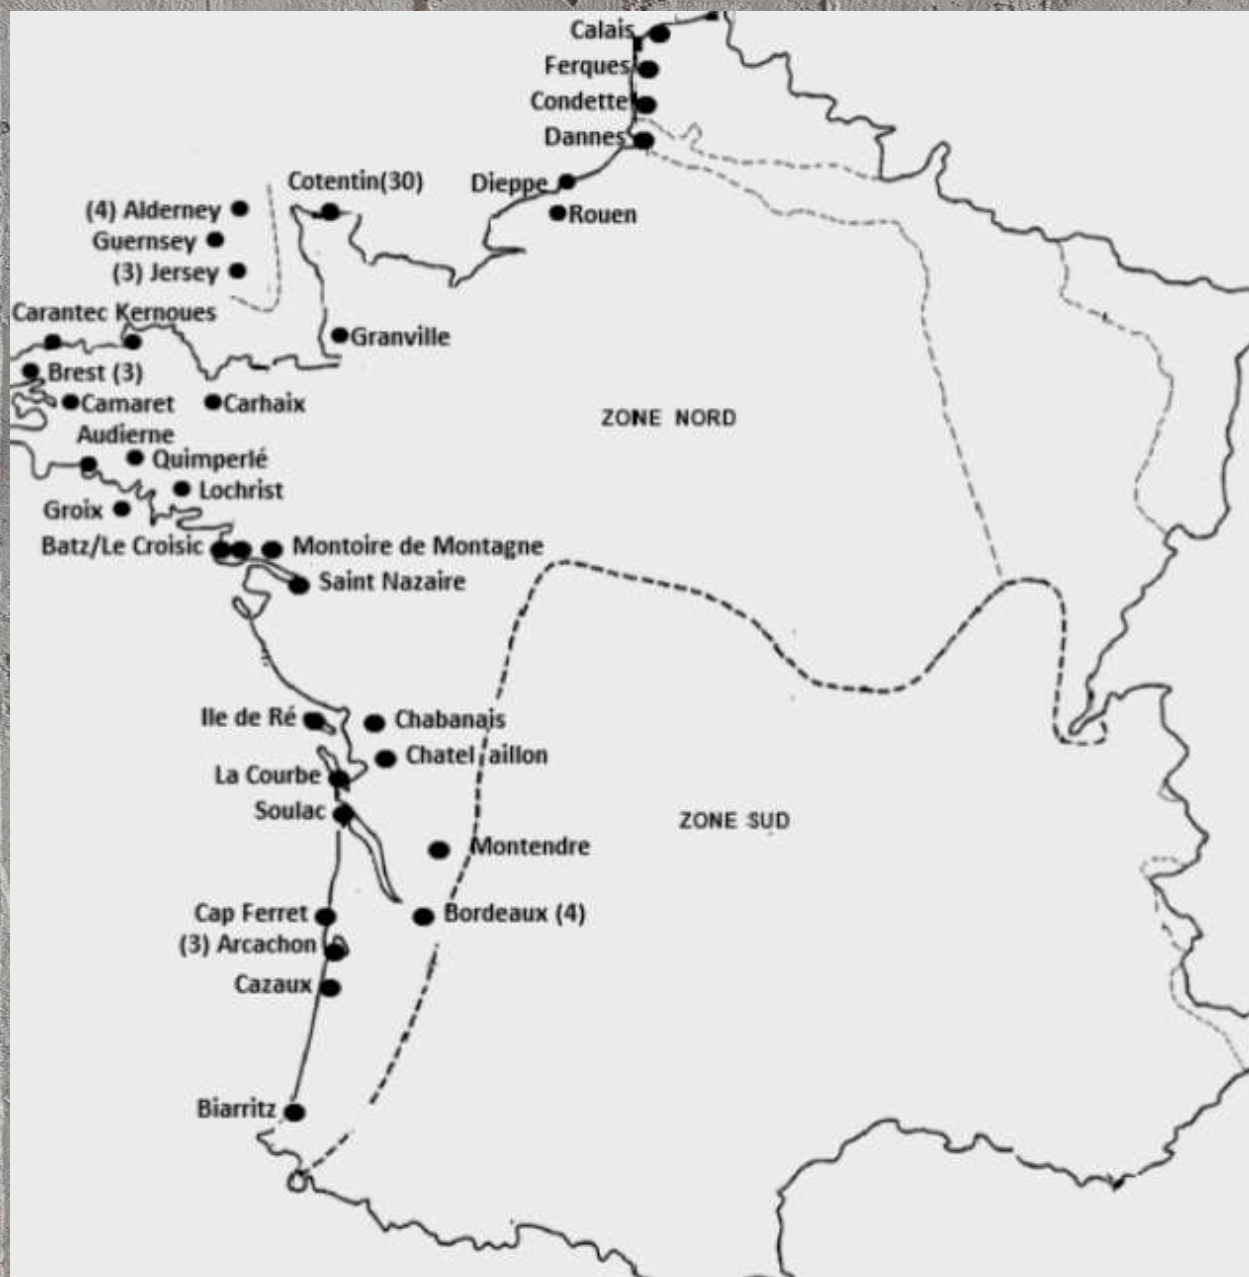 Calais
Ferques
Condette
Dannes
Cotentin(30)
Dieppe
(4) Alderney
Rouen
Guernsey
(3) Jersey
Carantec Kernoues
Granville
Brest (3)
Camaret
Carhaix
ZONE NORD
Audierne
Quimperlé
Lochrist
Groix
Batz/Le Croisic
Montoire de Montagne
Saint Nazaire
Ile de Ré
Chabanais
Chatel aillon
La Courbe
Soulac
ZONE SUD
Montendre
Cap Ferret
Bordeaux (4)
(3) Arcachon
Cazaux
Biarritz